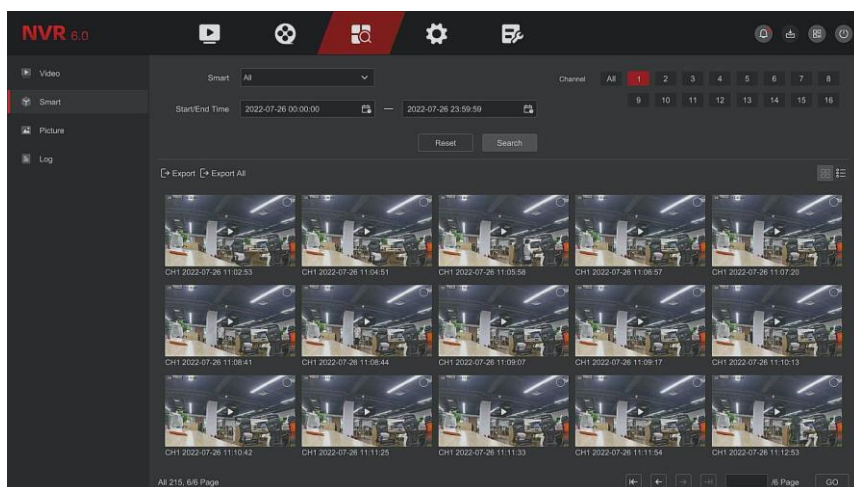 NVR 6.0
Video
Smart
Picture
Log
Smart All Channel All 1 2 3 4 5 6 7 8
9 10 11 12 13 14 15 16
Start/End Time 2022-07-26 00:00:00 — 2022-07-26 23:59:59
Reset Search
Export Export All
CH1 2022-07-26 11:02:53 CH1 2022-07-26 11:04:51 CH1 2022-07-26 11:05:58 CH1 2022-07-26 11:06:57 CH1 2022-07-26 11:07:20
CH1 2022-07-26 11:08:41 CH1 2022-07-26 11:08:44 CH1 2022-07-26 11:09:07 CH1 2022-07-26 11:09:17 CH1 2022-07-26 11:10:13
CH1 2022-07-26 11:10:42 CH1 2022-07-26 11:11:25 CH1 2022-07-26 11:11:33 CH1 2022-07-26 11:11:54 CH1 2022-07-26 11:12:53
All 215, 6/6 Page /6 Page GO